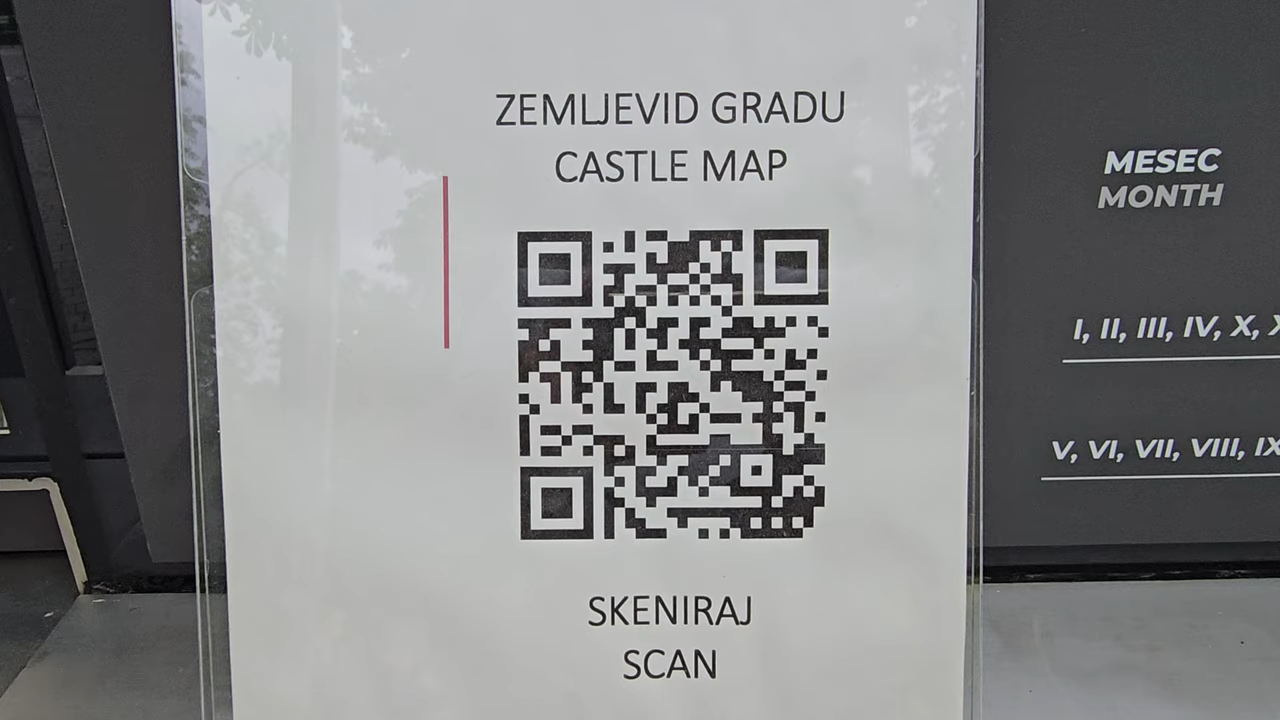 ZEMLJEVID GRADU
CASTLE MAP
SKENIRAJ
SCAN
MESEC
MONTH
I, II, III, IV, X,
V, VI, VII, VIII, IX